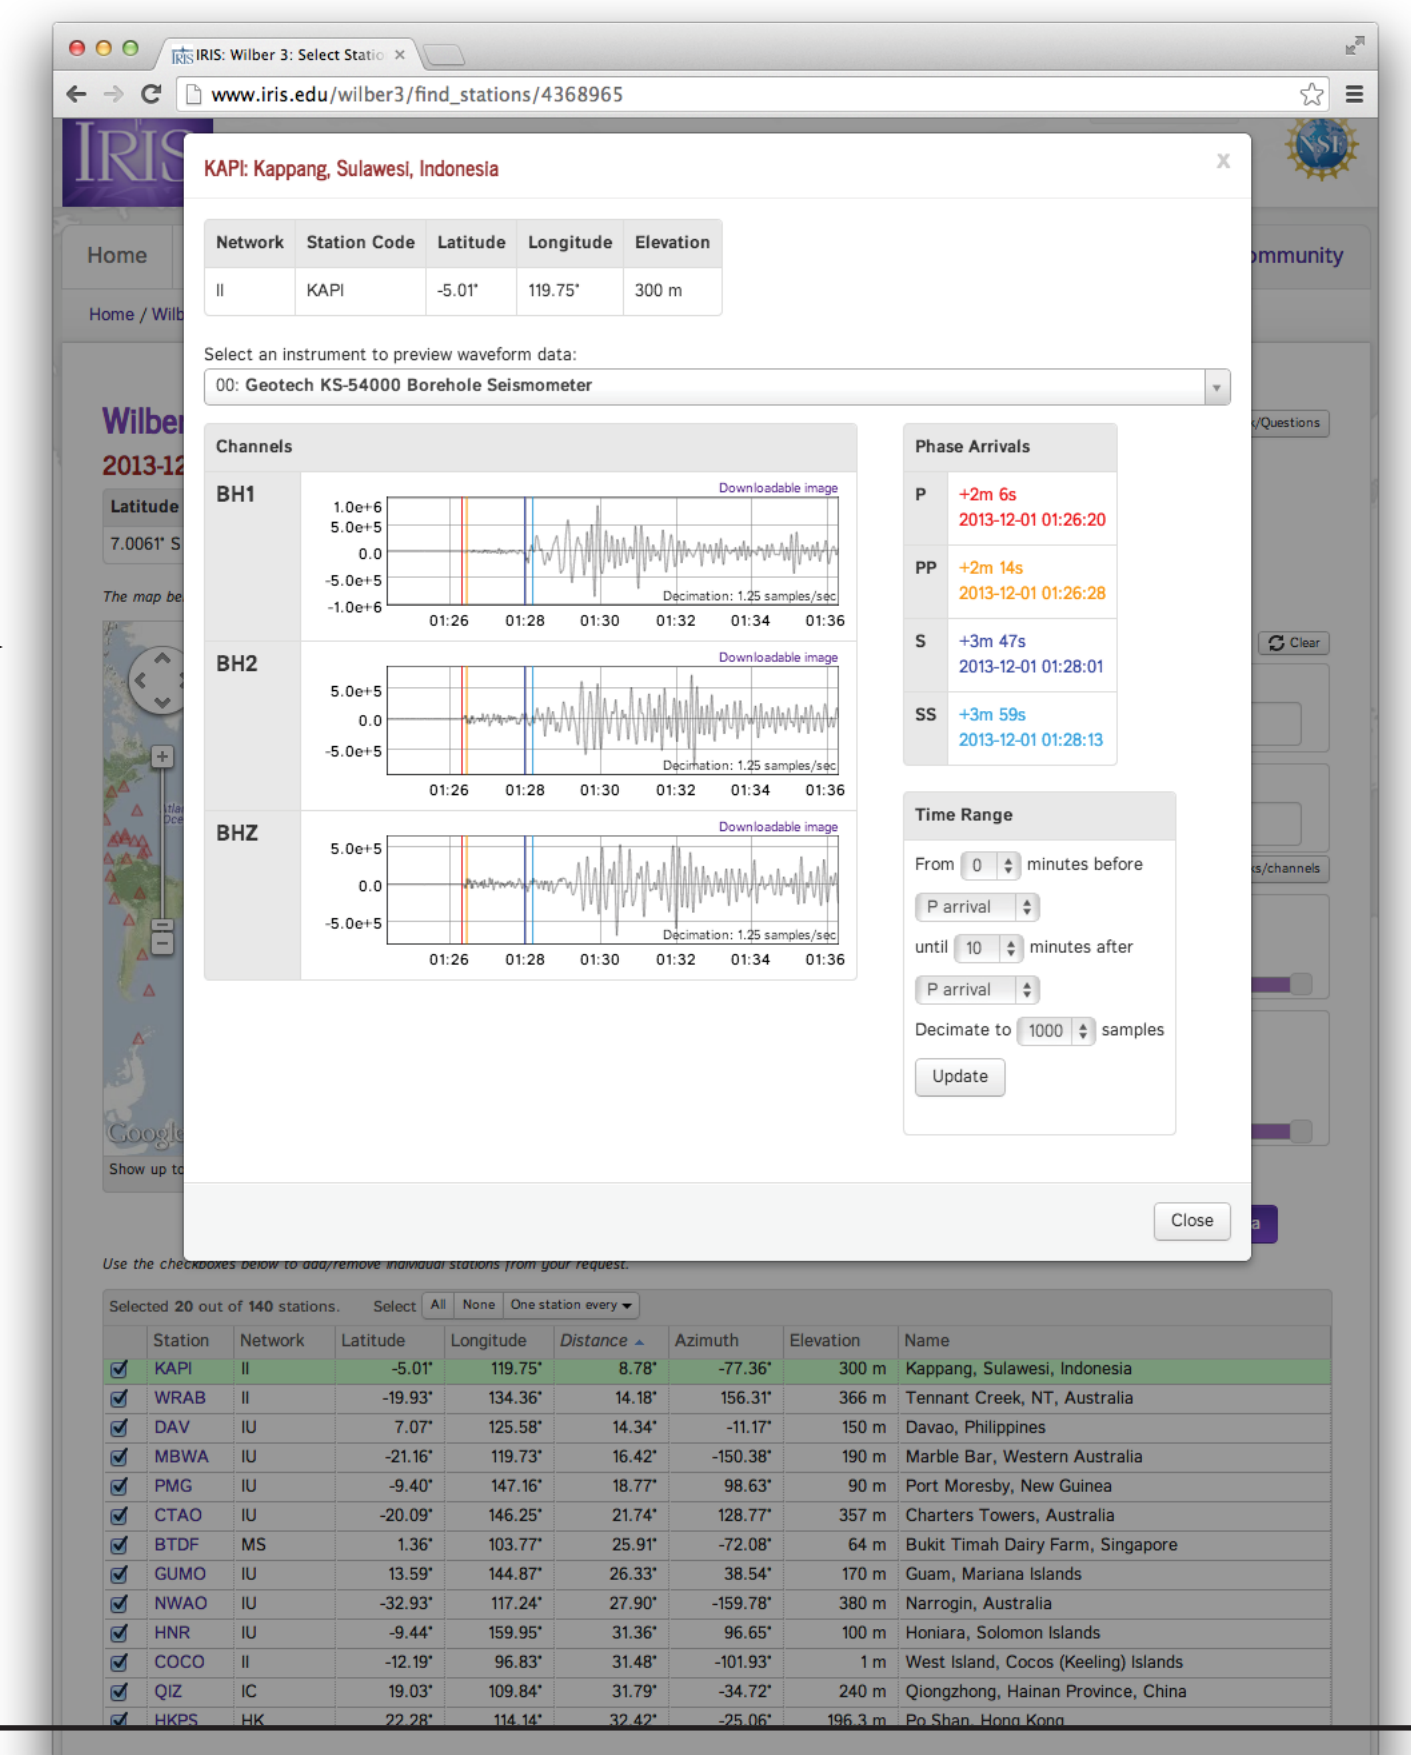 IRIS: Wilber 3: Select Statio
www.iris.edu/wilber3/find_stations/4368965
IRIS
NSF
KAPI: Kappang, Sulawesi, Indonesia
x
Network Station Code Latitude Longitude Elevation
II KAPI -5.01° 119.75° 300 m
Home
ommunity
Home / Wilb
Select an instrument to preview waveform data:
00: Geotech KS-54000 Borehole Seismometer
Wilber
k/Questions
2013-12
Latitude
7.0061° S
The map be
Channels
BH1
Downloadable image
1.0e+6
5.0e+5
0.0
-5.0e+5
-1.0e+6
Decimation: 1.25 samples/sec
01:26 01:28 01:30 01:32 01:34 01:36
BH2
Downloadable image
5.0e+5
0.0
-5.0e+5
Decimation: 1.25 samples/sec
01:26 01:28 01:30 01:32 01:34 01:36
BHZ
Downloadable image
5.0e+5
0.0
-5.0e+5
Decimation: 1.25 samples/sec
01:26 01:28 01:30 01:32 01:34 01:36
Phase Arrivals
P +2m 6s
2013-12-01 01:26:20
PP +2m 14s
2013-12-01 01:26:28
S +3m 47s
2013-12-01 01:28:01
SS +3m 59s
2013-12-01 01:28:13
Clear
Time Range
From 0 minutes before
P arrival
until 10 minutes after
P arrival
Decimate to 1000 samples
Update
ks/channels
Google
Show up to
Close
a
Use the checkboxes below to add/remove individual stations from your request.
Selected 20 out of 140 stations. Select All None One station every
Station Network Latitude Longitude Distance Azimuth Elevation Name
KAPI II -5.01° 119.75° 8.78° -77.36° 300 m Kappang, Sulawesi, Indonesia
WRAB II -19.93° 134.36° 14.18° 156.31° 366 m Tennant Creek, NT, Australia
DAV IU 7.07° 125.58° 14.34° -11.17° 150 m Davao, Philippines
MBWA IU -21.16° 119.73° 16.42° -150.38° 190 m Marble Bar, Western Australia
PMG IU -9.40° 147.16° 18.77° 98.63° 90 m Port Moresby, New Guinea
CTAO IU -20.09° 146.25° 21.74° 128.77° 357 m Charters Towers, Australia
BTDF MS 1.36° 103.77° 25.91° -72.08° 64 m Bukit Timah Dairy Farm, Singapore
GUMO IU 13.59° 144.87° 26.33° 38.54° 170 m Guam, Mariana Islands
NWAO IU -32.93° 117.24° 27.90° -159.78° 380 m Narrogin, Australia
HNR IU -9.44° 159.95° 31.36° 96.65° 100 m Honiara, Solomon Islands
COCO II -12.19° 96.83° 31.48° -101.93° 1 m West Island, Cocos (Keeling) Islands
QIZ IC 19.03° 109.84° 31.79° -34.72° 240 m Qiongzhong, Hainan Province, China
HKPS HK 22.28° 114.14° 32.42° -25.06° 196.3 m Po Shan, Hong Kong